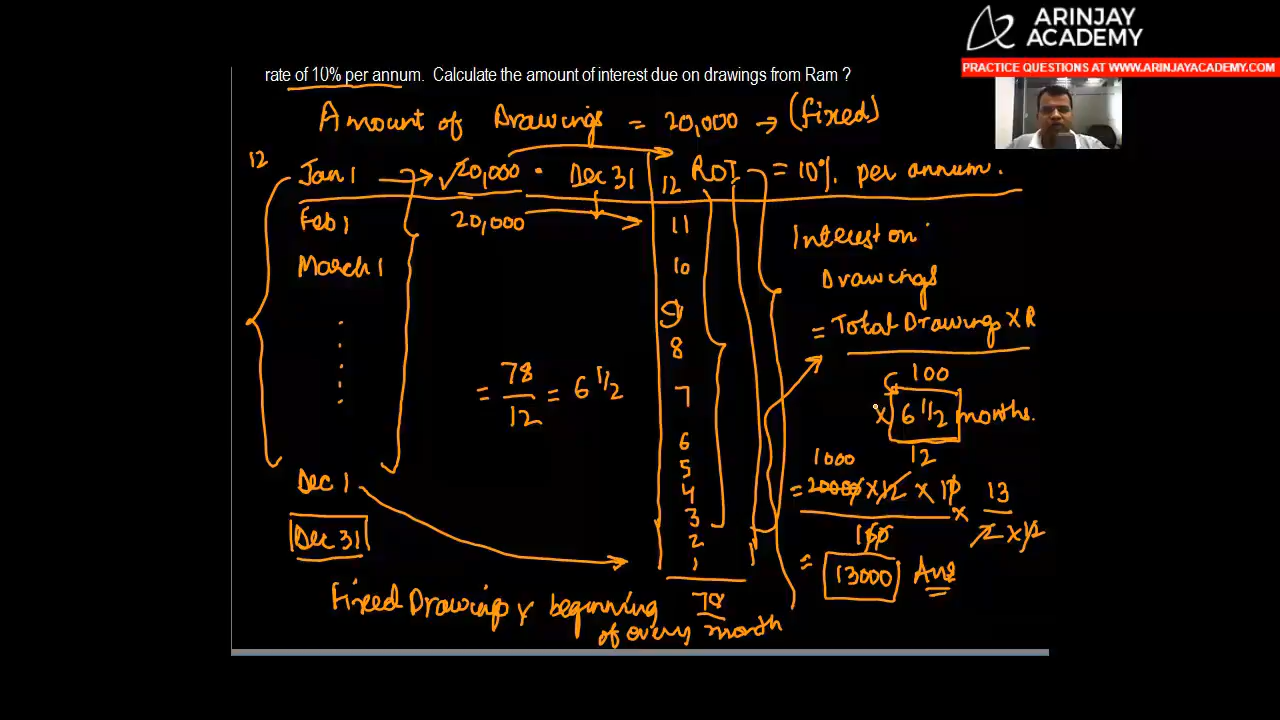 ARINJAY
ACADEMY
PRACTICE QUESTIONS AT WWW.ARINJAYACADEMY.COM
rate of 10% per annum. Calculate the amount of interest due on drawings from Ram ?
Amount of Drawings = 20,000 → (fixed)
12
Jan 1 → √20,000 · Dec 31 12 ROI = 10% per annum.
Feb 1 20,000 11
March 1 10
9
8
7
6
5
4
3
2
1
78
= 78/12 = 6 1/2
Dec 1
Dec 31
Interest on
Drawings
= Total Drawings X R
100
X 6 1/2 months.
12
1000
= 20000 X 12 X 10 X 13
100 2 X 12
= 13000 Ans
Fixed Drawings x beginning
of every month